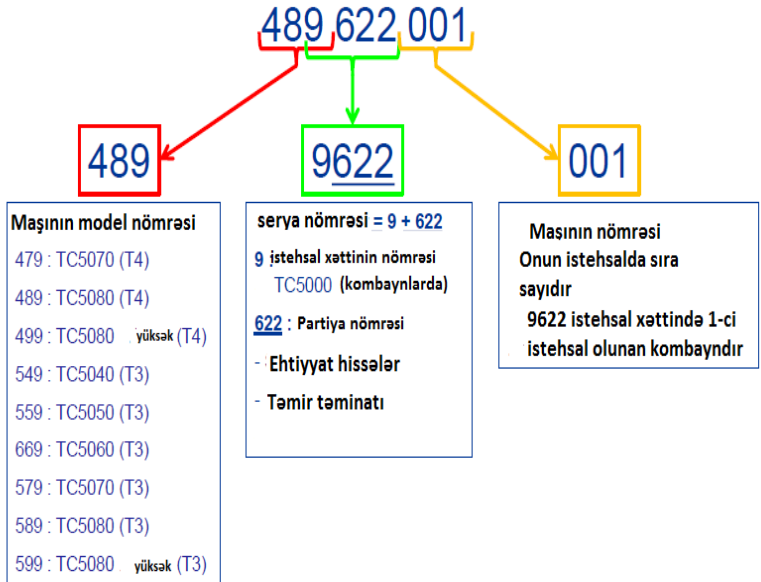 489 622 001
489
9622
001
Maşının model nömrəsi
479 : TC5070 (T4)
489 : TC5080 (T4)
499 : TC5080 yüksək (T4)
549 : TC5040 (T3)
559 : TC5050 (T3)
669 : TC5060 (T3)
579 : TC5070 (T3)
589 : TC5080 (T3)
599 : TC5080 yüksək (T3)
serya nömrəsi = 9 + 622
9 : istehsal xəttinin nömrəsi
TC5000 (kombaynlarda)
622 : Partiya nömrəsi
- Ehtiyyat hissələr
- Təmir təminatı
Maşının nömrəsi
Onun istehsalda sıra
sayıdır
9622 istehsal xəttində 1-ci
istehsal olunan kombayndır